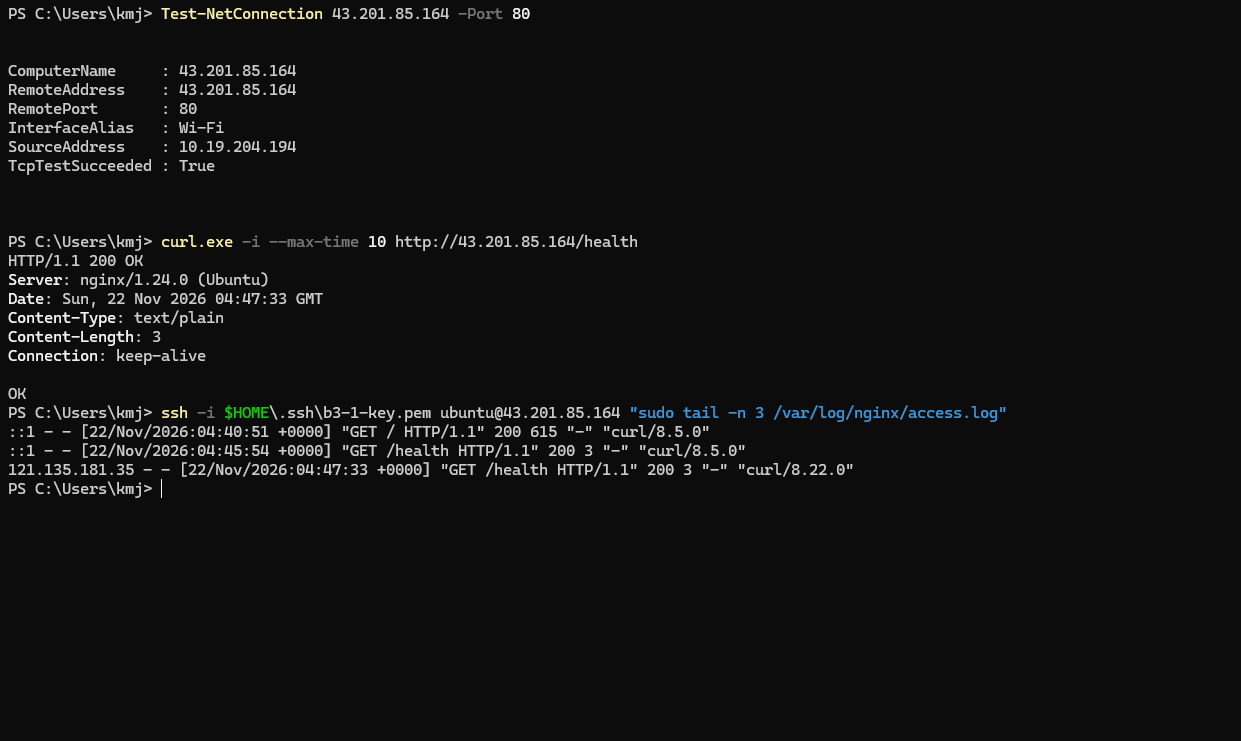 PS C:\Users\kmj> Test-NetConnection 43.201.85.164 -Port 80
ComputerName     : 43.201.85.164
RemoteAddress    : 43.201.85.164
RemotePort       : 80
InterfaceAlias   : Wi-Fi
SourceAddress    : 10.19.204.194
TcpTestSucceeded : True
PS C:\Users\kmj> curl.exe -i --max-time 10 http://43.201.85.164/health
HTTP/1.1 200 OK
Server: nginx/1.24.0 (Ubuntu)
Date: Sun, 22 Nov 2026 04:47:33 GMT
Content-Type: text/plain
Content-Length: 3
Connection: keep-alive
OK
PS C:\Users\kmj> ssh -i $HOME\.ssh\b3-1-key.pem ubuntu@43.201.85.164 "sudo tail -n 3 /var/log/nginx/access.log"
::1 - - [22/Nov/2026:04:40:51 +0000] "GET / HTTP/1.1" 200 615 "-" "curl/8.5.0"
::1 - - [22/Nov/2026:04:45:54 +0000] "GET /health HTTP/1.1" 200 3 "-" "curl/8.5.0"
121.135.181.35 - - [22/Nov/2026:04:47:33 +0000] "GET /health HTTP/1.1" 200 3 "-" "curl/8.22.0"
PS C:\Users\kmj>